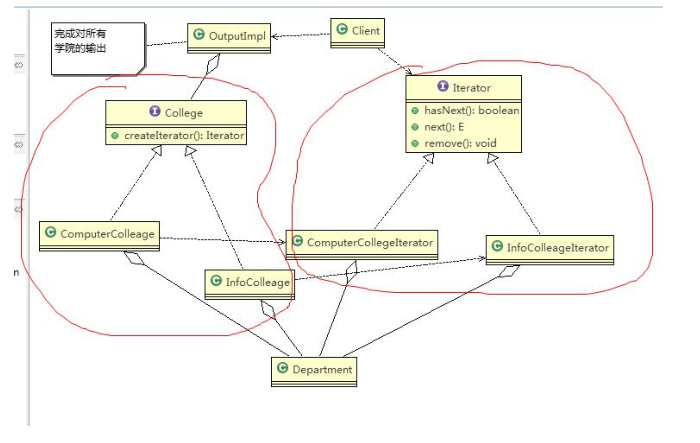 完成对所有
学院的输出
C OutputImpl
C Client
I College
createIterator(): Iterator
I Iterator
hasNext(): boolean
next(): E
remove(): void
C ComputerColleage
C ComputerCollegeIterator
C InfoColleageIterator
C InfoColleage
C Department
n